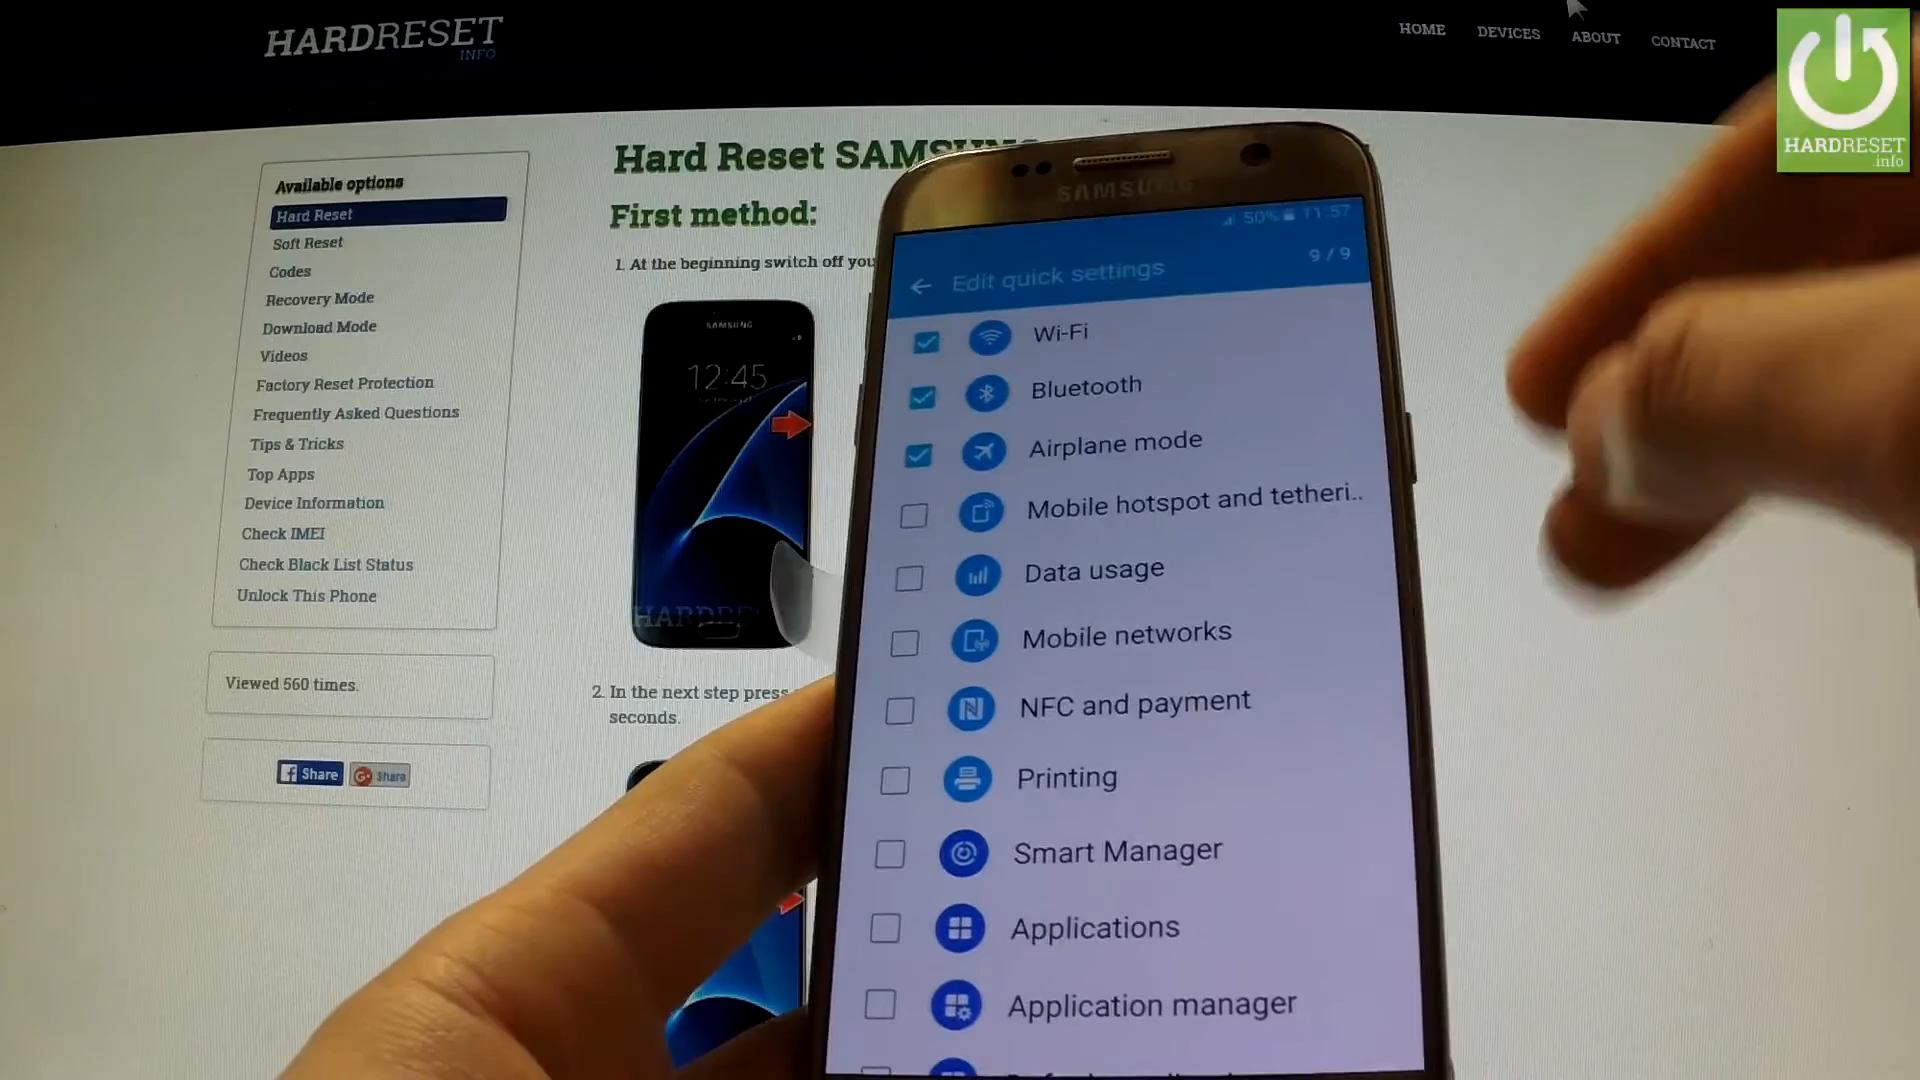 HARDRESET
INFO
HOME DEVICES ABOUT CONTACT
HARDRESET
.info
Available options
Hard Reset
Soft Reset
Codes
Recovery Mode
Download Mode
Videos
Factory Reset Protection
Frequently Asked Questions
Tips & Tricks
Top Apps
Device Information
Check IMEI
Check Black List Status
Unlock This Phone
Viewed 560 times.
Share
Share
Hard Reset SAMSUNG
First method:
1. At the beginning switch off you
SAMSUNG
12:45
2. In the next step press
seconds.
SAMSUNG
50% 11:57
Edit quick settings
9 / 9
Wi-Fi
Bluetooth
Airplane mode
Mobile hotspot and tetheri..
Data usage
Mobile networks
NFC and payment
Printing
Smart Manager
Applications
Application manager